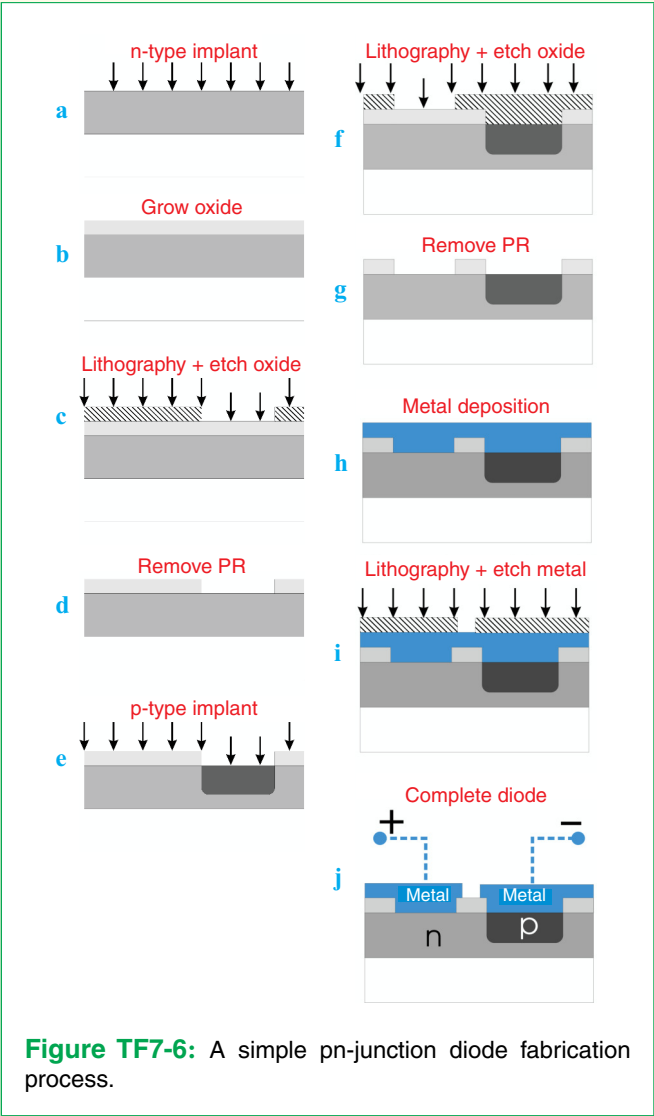 n-type implant
a
Grow oxide
b
Lithography + etch oxide
c
Remove PR
d
p-type implant
e
Lithography + etch oxide
f
Remove PR
g
Metal deposition
h
Lithography + etch metal
i
Complete diode
+ −
j
Metal Metal
n p
Figure TF7-6: A simple pn-junction diode fabrication
process.